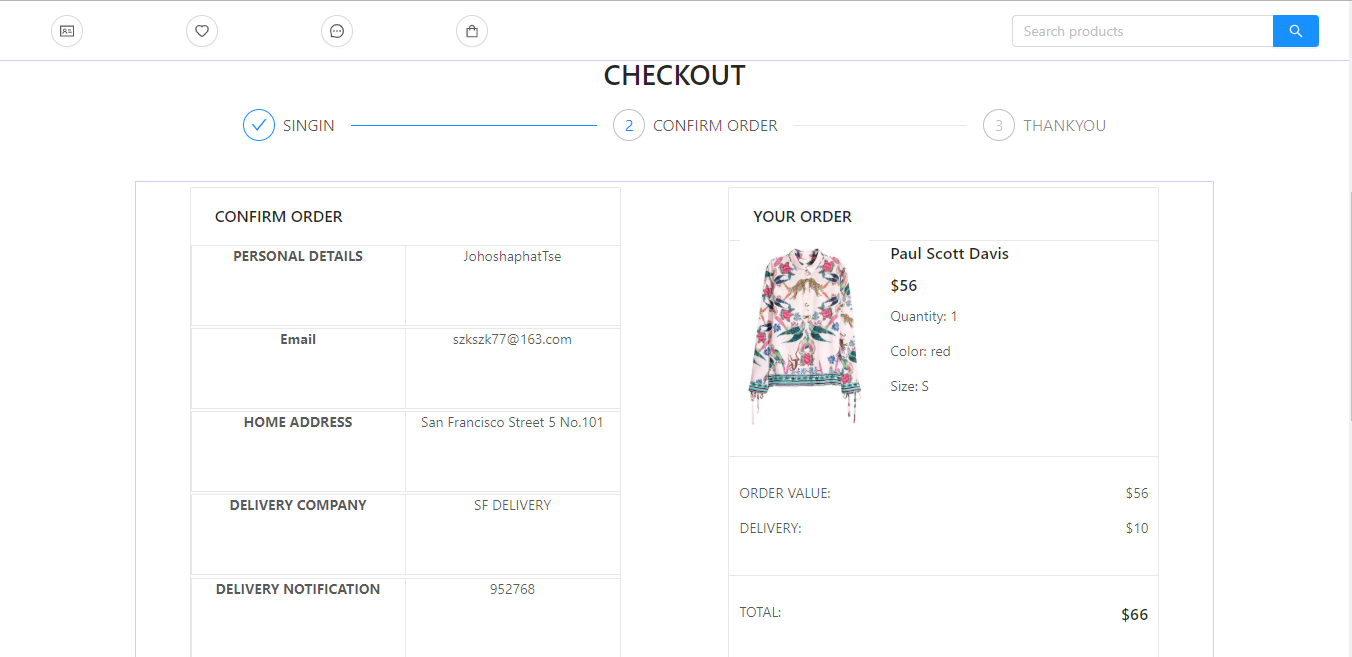 Search products
CHECKOUT
SINGIN
2 CONFIRM ORDER
3 THANKYOU
CONFIRM ORDER
PERSONAL DETAILS JohoshaphatTse
Email szkszk77@163.com
HOME ADDRESS San Francisco Street 5 No.101
DELIVERY COMPANY SF DELIVERY
DELIVERY NOTIFICATION 952768
YOUR ORDER
Paul Scott Davis
$56
Quantity: 1
Color: red
Size: S
ORDER VALUE: $56
DELIVERY: $10
TOTAL: $66